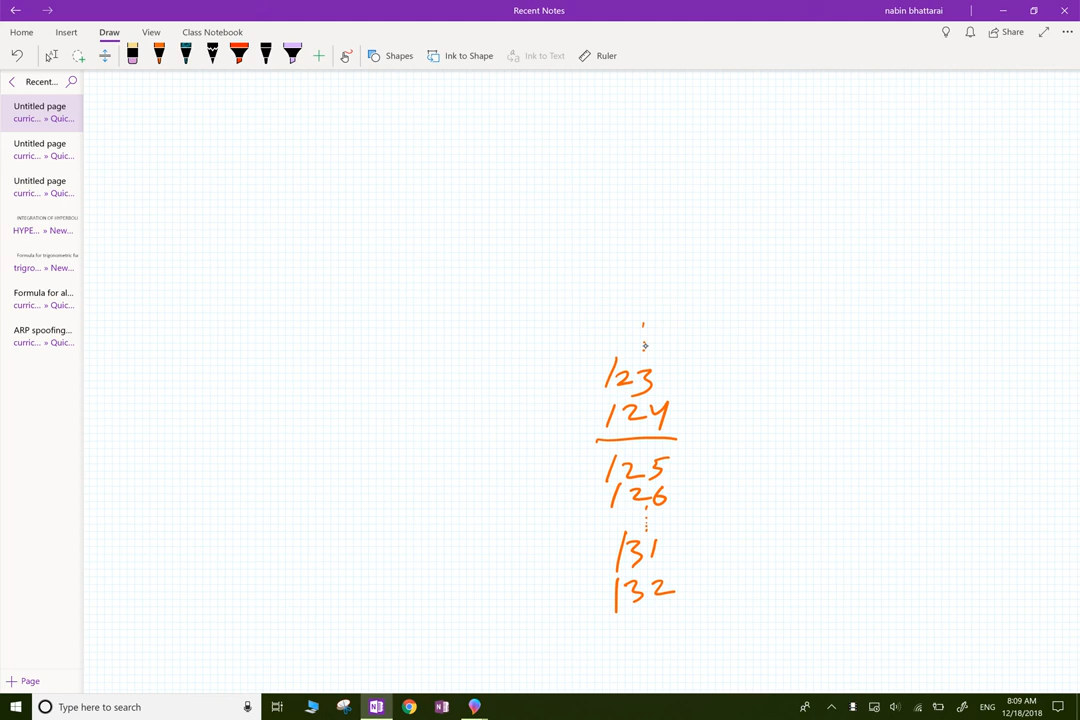 Recent Notes
nabin bhattarai
Home Insert Draw View Class Notebook
Share
Shapes Ink to Shape Ink to Text Ruler
Recent...
Untitled page
curric... » Quic...
Untitled page
curric... » Quic...
Untitled page
curric... » Quic...
INTEGRATION OF HYPERBOL
HYPE... » New...
Formula for trigonometric fu
trigro... » New...
Formula for al...
curric... » Quic...
ARP spoofing...
curric... » Quic...
123
124
125
126
131
132
Page
Type here to search
ENG
8:09 AM
12/18/2018